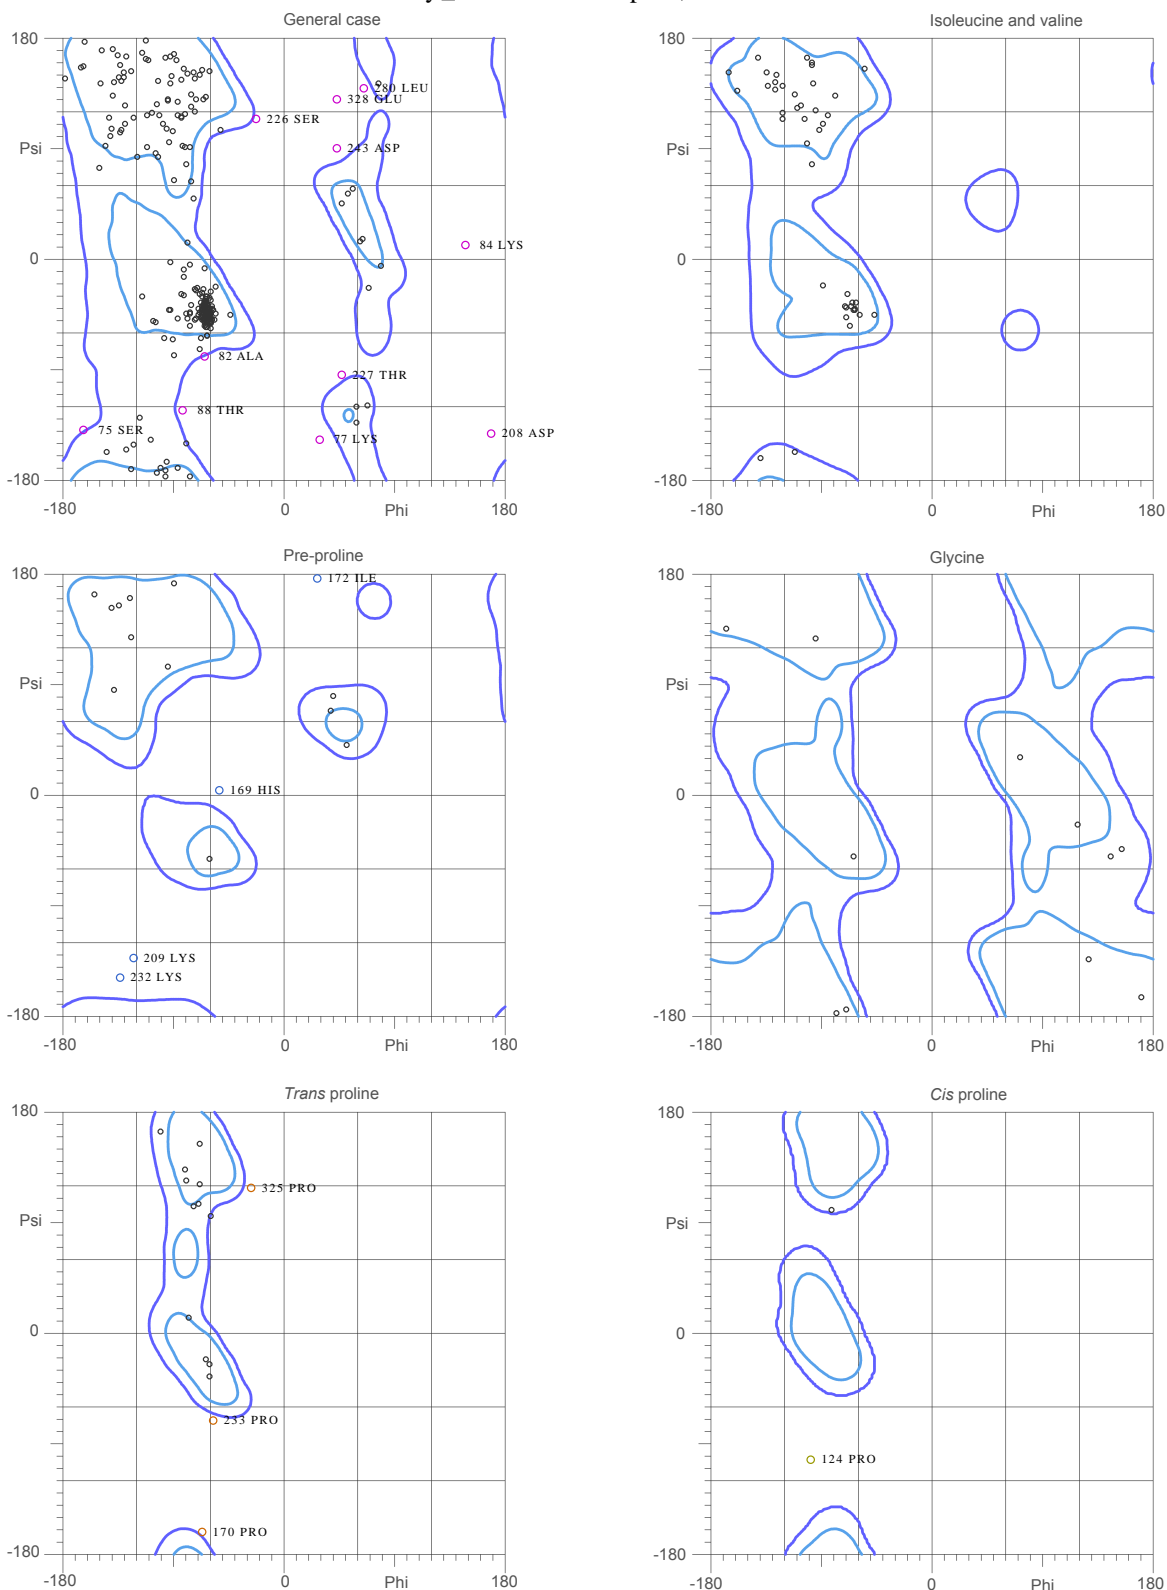 General case
180
Psi
0
-180
-180
0
Phi
180
280 LEU
328 GLU
226 SER
243 ASP
84 LYS
82 ALA
227 THR
88 THR
75 SER
77 LYS
208 ASP
Isoleucine and valine
180
Psi
0
-180
-180
0
Phi
180
Pre-proline
180
Psi
0
-180
-180
0
Phi
180
172 ILE
169 HIS
209 LYS
232 LYS
Glycine
180
Psi
0
-180
-180
0
Phi
180
Trans proline
180
Psi
0
-180
-180
0
Phi
180
325 PRO
233 PRO
170 PRO
Cis proline
180
Psi
0
-180
-180
0
Phi
180
124 PRO